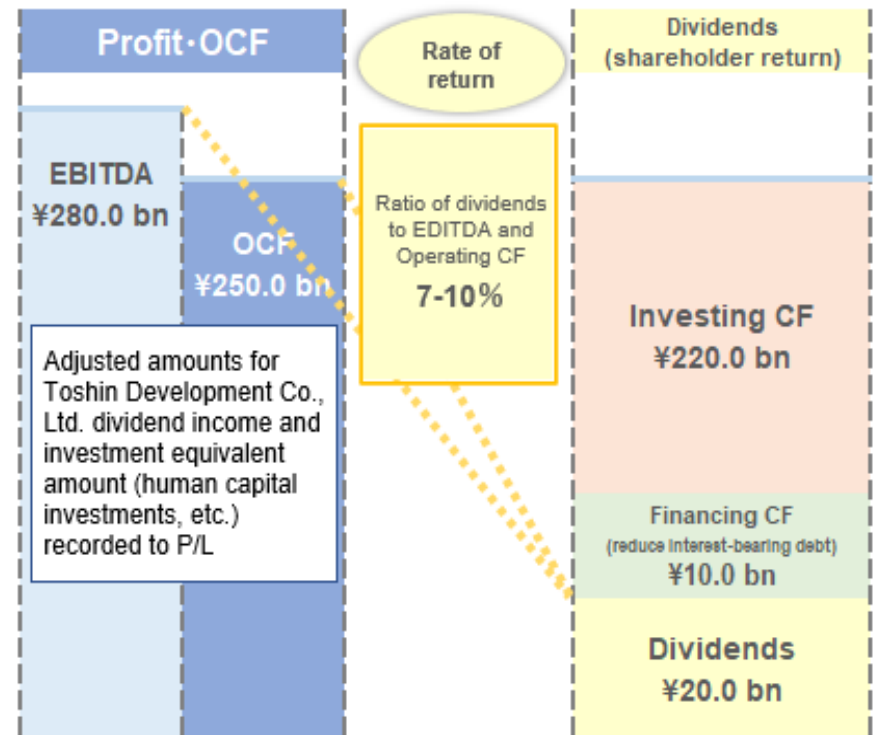 Profit･OCF
EBITDA
¥280.0 bn
OCF
¥250.0 bn
Adjusted amounts for
Toshin Development Co.,
Ltd. dividend income and
investment equivalent
amount (human capital
investments, etc.)
recorded to P/L
Rate of
return
Ratio of dividends
to EDITDA and
Operating CF
7-10%
Dividends
(shareholder return)
Investing CF
¥220.0 bn
Financing CF
(reduce interest-bearing debt)
¥10.0 bn
Dividends
¥20.0 bn